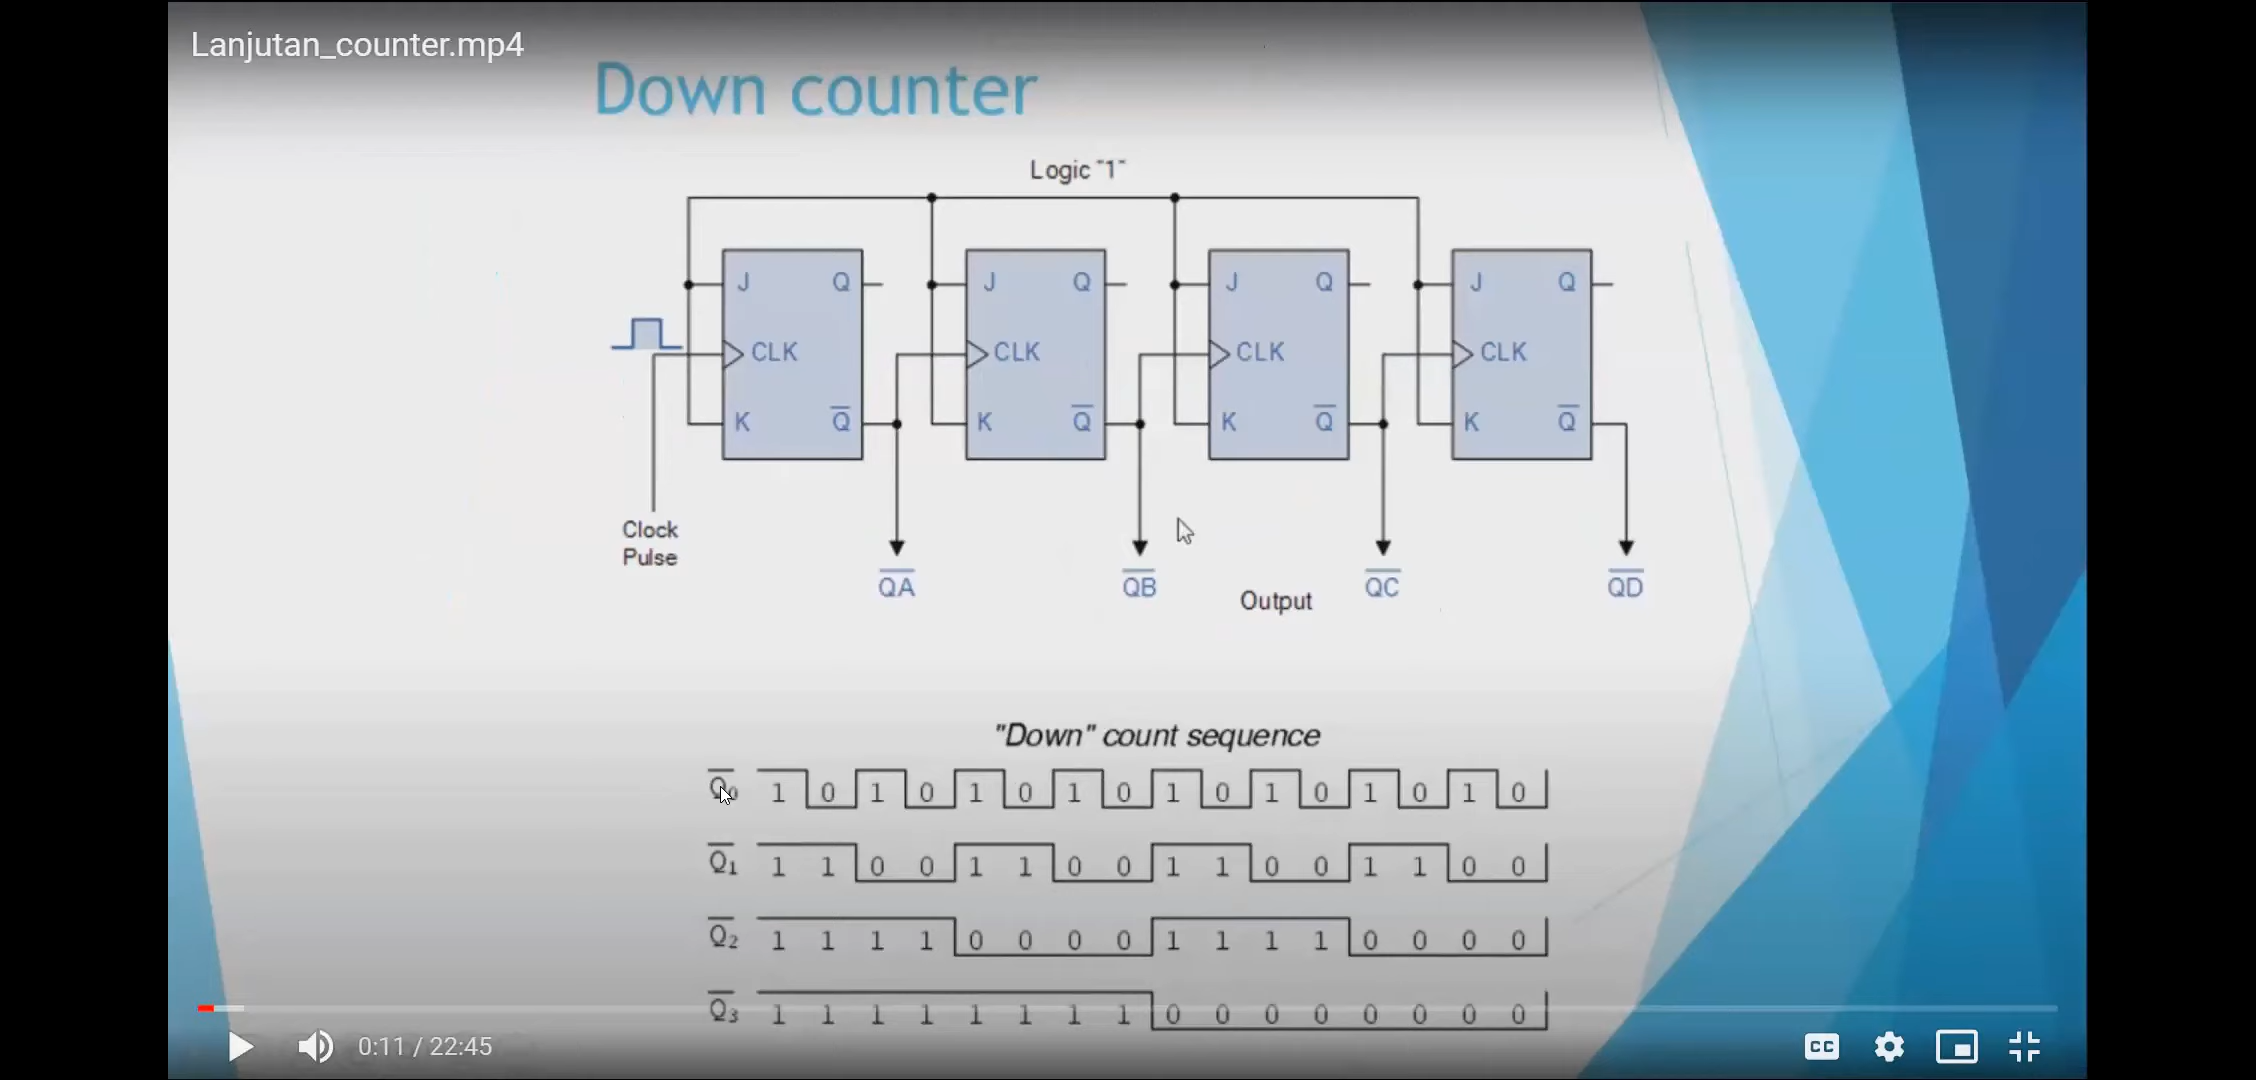 Lanjutan_counter.mp4
Down counter
Logic "1"
J Q J Q J Q J Q
CLK CLK CLK CLK
K Q̅ K Q̅ K Q̅ K Q̅
Clock
Pulse
Q̅A̅ Q̅B̅ Q̅C̅ Q̅D̅
Output
"Down" count sequence
Q̅0 1 0 1 0 1 0 1 0 1 0 1 0 1 0 1 0
Q̅1 1 1 0 0 1 1 0 0 1 1 0 0 1 1 0 0
Q̅2 1 1 1 1 0 0 0 0 1 1 1 1 0 0 0 0
Q̅3 1 1 1 1 1 1 1 1 0 0 0 0 0 0 0 0
0:11 / 22:45
CC